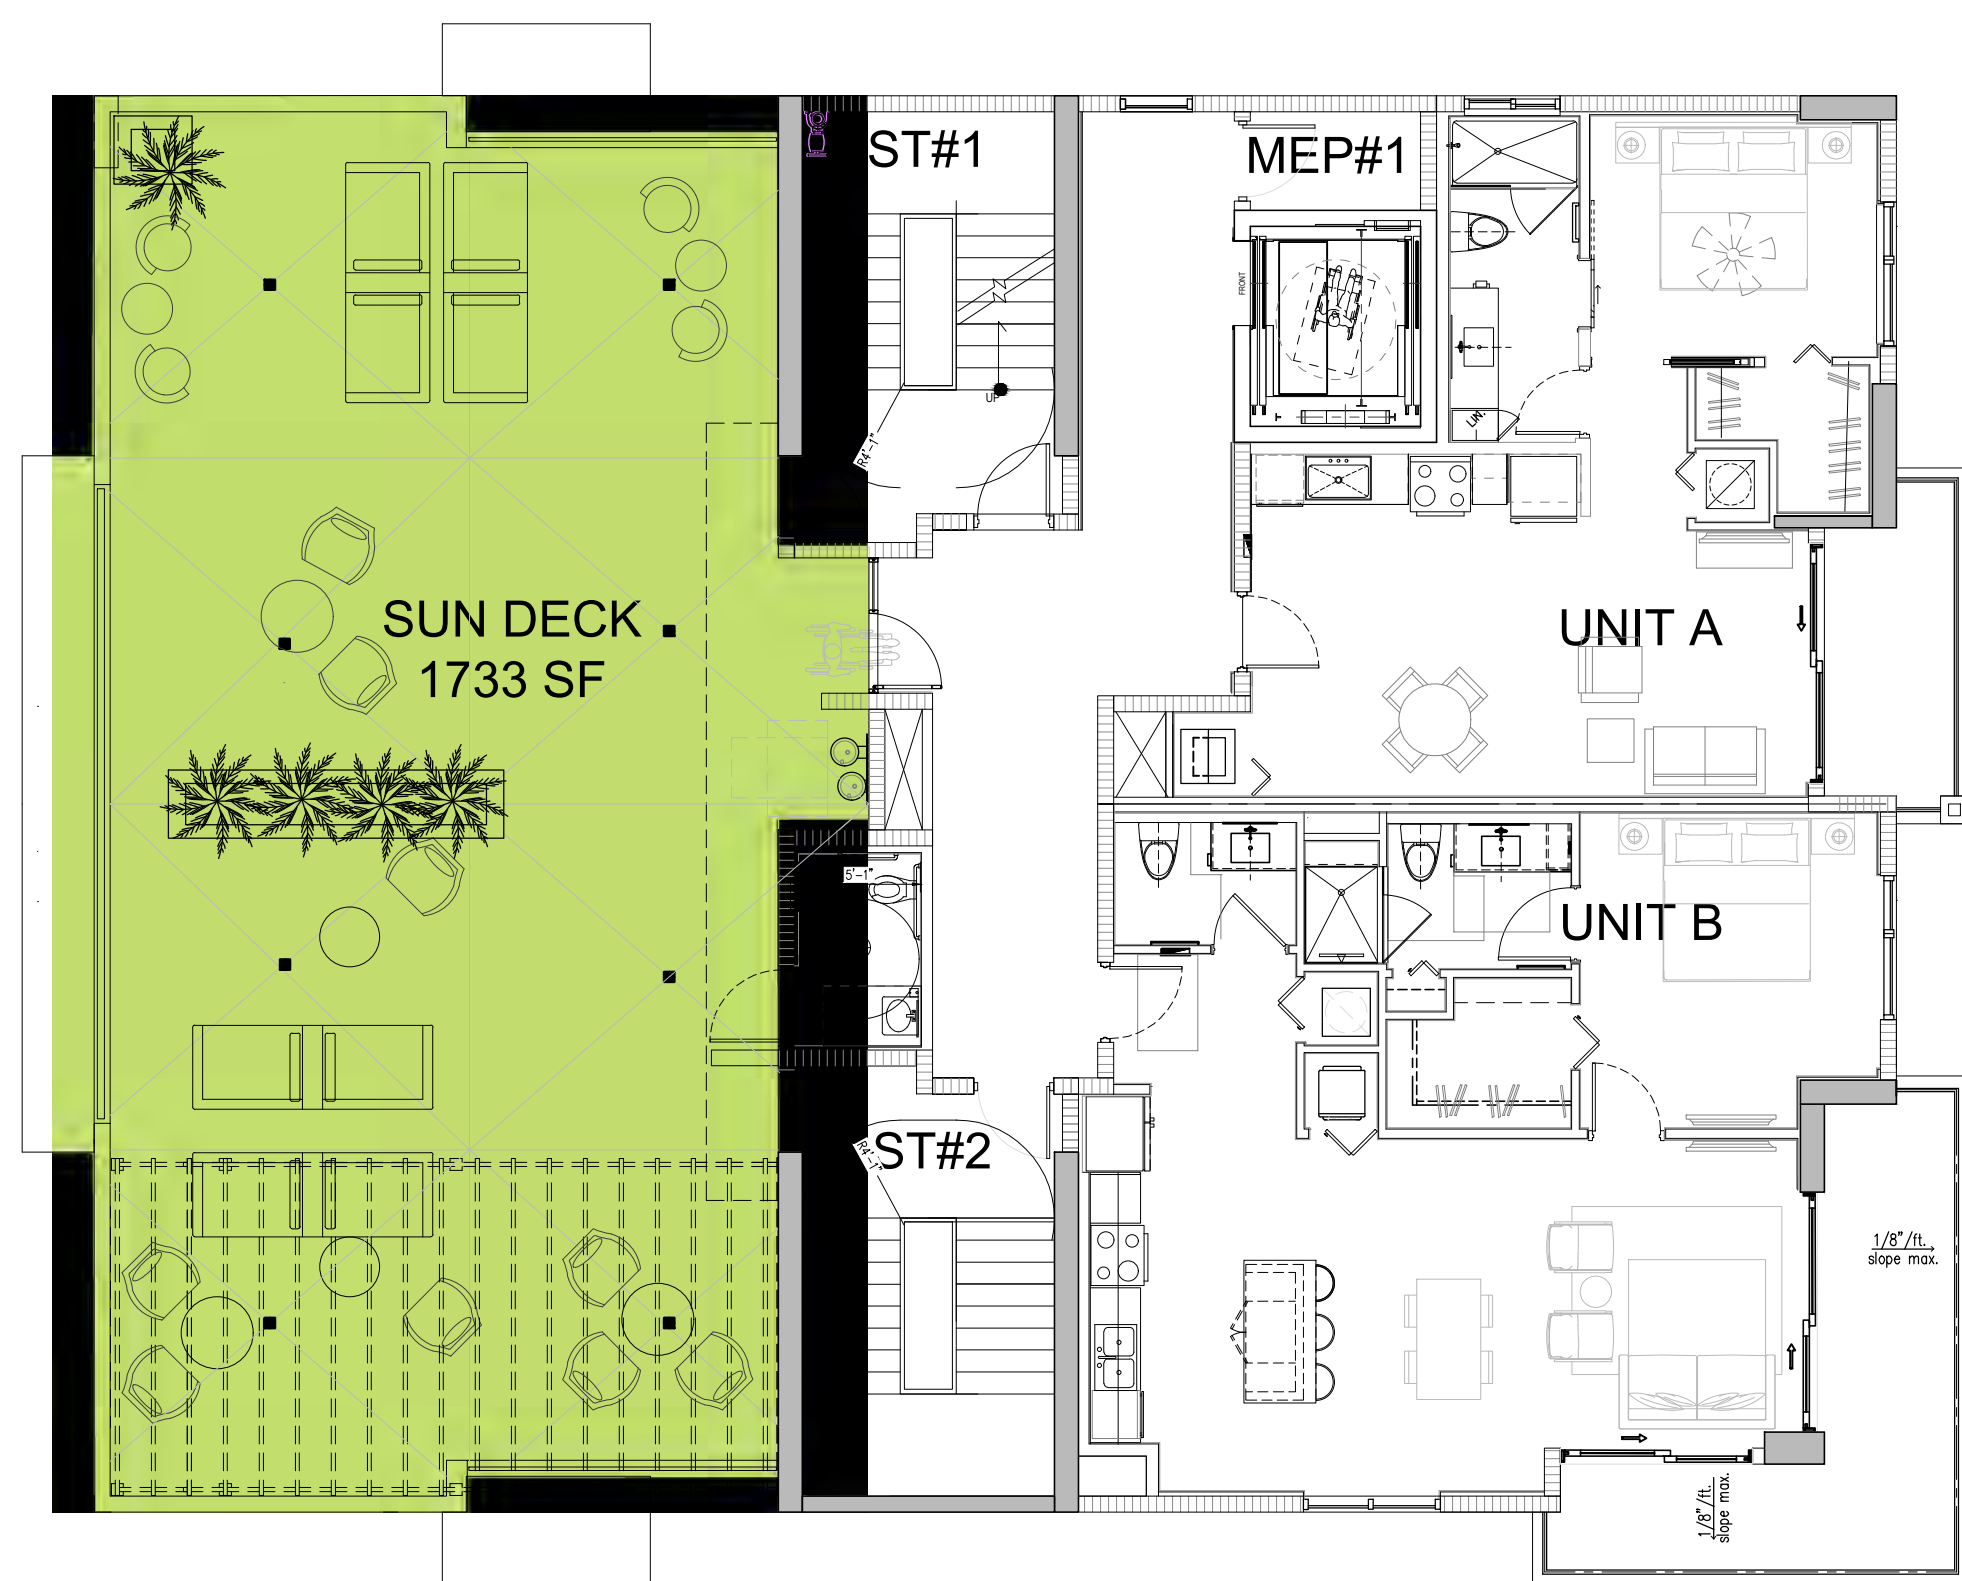 ST#1
MEP#1
FRONT
UP
LIN.
R4'-1"
SUN DECK
1733 SF
UNIT A
5'-1"
UNIT B
R4'-1"
ST#2
1/8"/ft.
slope max.
1/8"/ft.
slope max.